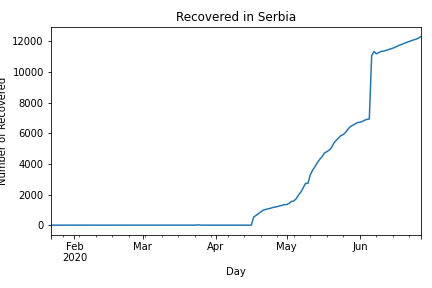 Recovered in Serbia
Number of Recovered
12000
10000
8000
6000
4000
2000
0
Feb
2020
Mar
Apr
May
Jun
Day